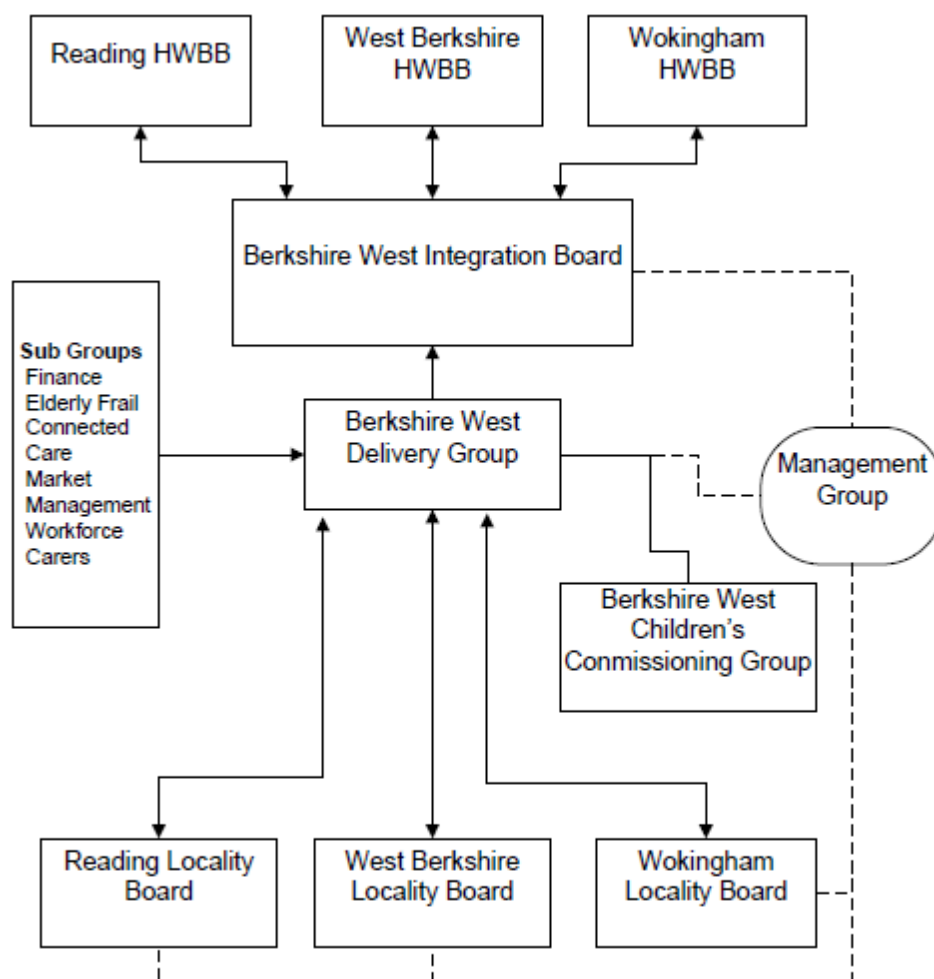 Reading HWBB
West Berkshire
HWBB
Wokingham
HWBB
Berkshire West Integration Board
Sub Groups
Finance
Elderly Frail
Connected
Care
Market
Management
Workforce
Carers
Berkshire West
Delivery Group
Management
Group
Berkshire West
Children's
Conmissioning Group
Reading Locality
Board
West Berkshire
Locality Board
Wokingham
Locality Board